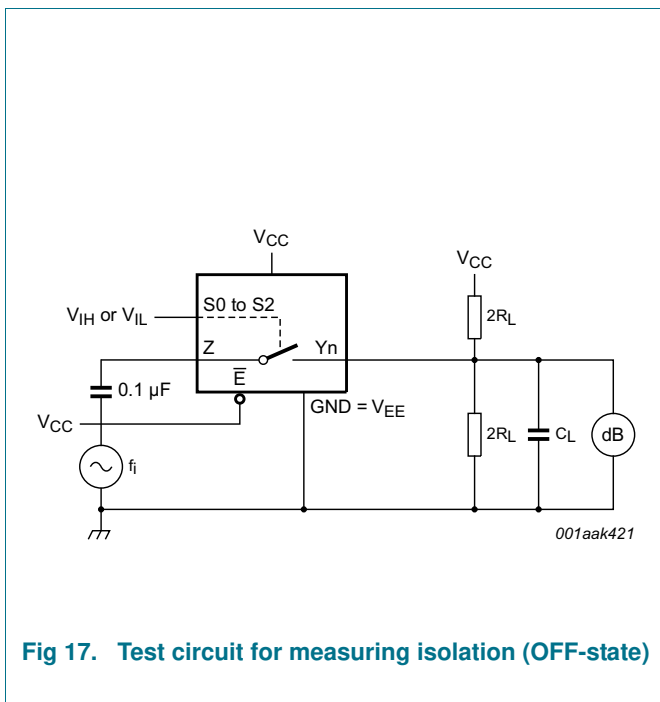 VCC
VCC
VIH or VIL
S0 to S2
2RL
Z
Yn
E̅
0.1 µF
GND = VEE
VCC
2RL
CL
dB
fi
001aak421
Fig 17. Test circuit for measuring isolation (OFF-state)